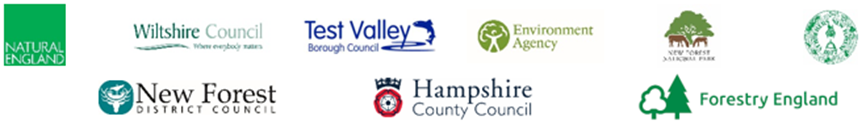 NATURAL
ENGLAND
Wiltshire Council
Where everybody matters
Test Valley
Borough Council
Environment
Agency
NEW FOREST
NATIONAL PARK
New Forest
DISTRICT COUNCIL
Hampshire
County Council
Forestry England